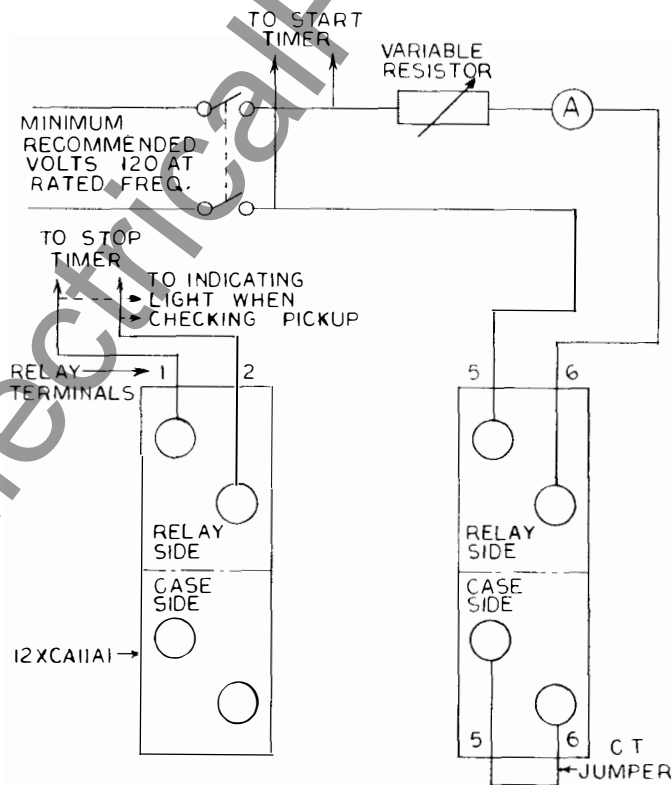 TO START
TIMER
VARIABLE
RESISTOR
A
MINIMUM
RECOMMENDED
VOLTS 120 AT
RATED FREQ.
TO STOP
TIMER
TO INDICATING
LIGHT WHEN
CHECKING PICKUP
RELAY
TERMINALS
1
2
5
6
RELAY
SIDE
CASE
SIDE
RELAY
SIDE
CASE
SIDE
12XCA11A1
5
6
CT
JUMPER